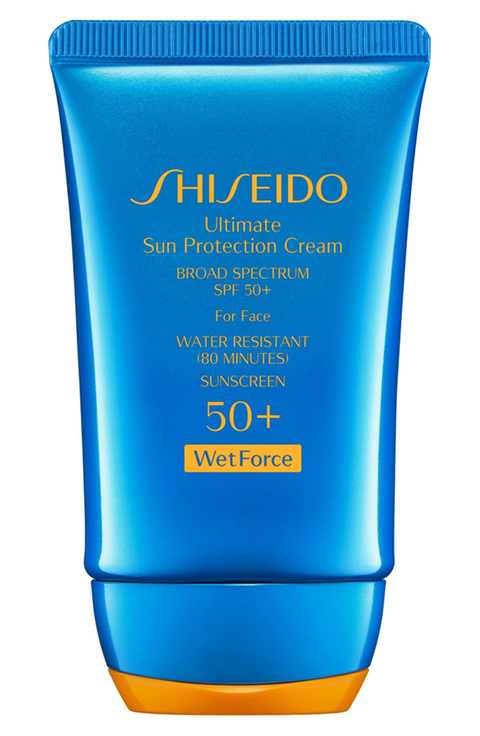 SHISEIDO
Ultimate
Sun Protection Cream
BROAD SPECTRUM
SPF 50+
For Face
WATER RESISTANT
(80 MINUTES)
SUNSCREEN
50+
WetForce